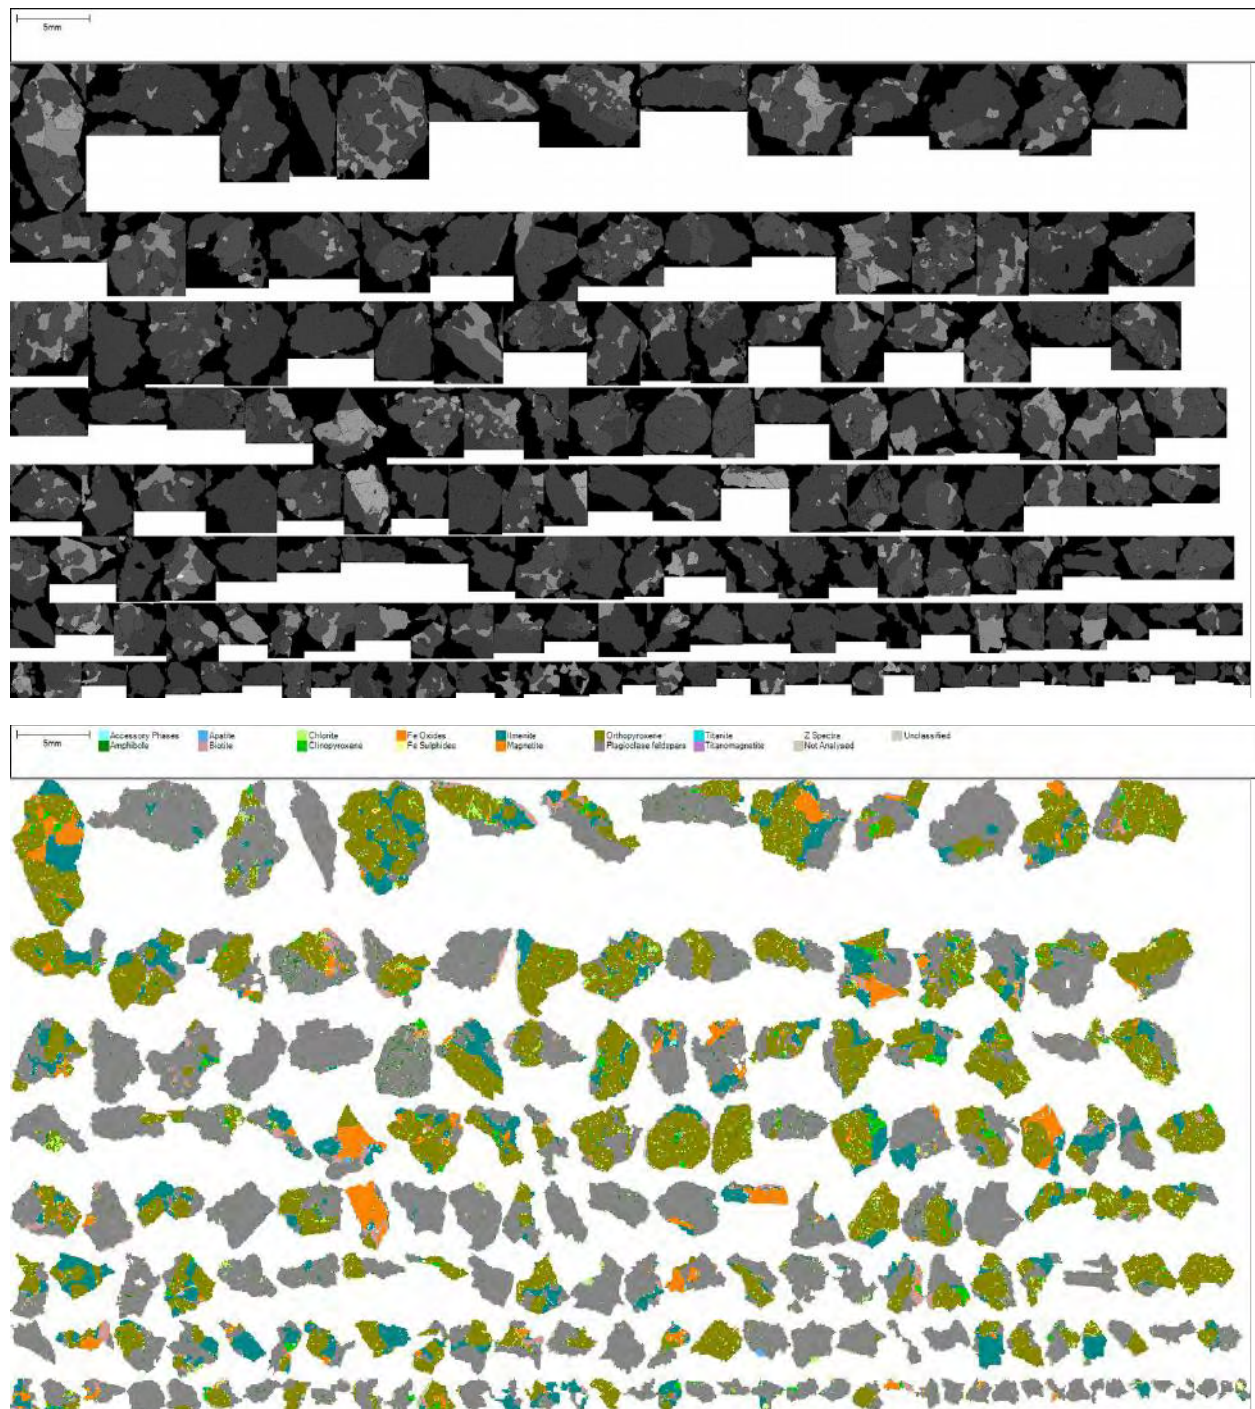 5mm
5mm
Accessory Phases Apatite Chlorite Fe Oxides Ilmenite Orthopyroxene Titanite Z Spectra Unclassified
Amphibole Biotite Clinopyroxene Fe Sulphides Magnetite Plagioclase feldspars Titanomagnetite Not Analysed